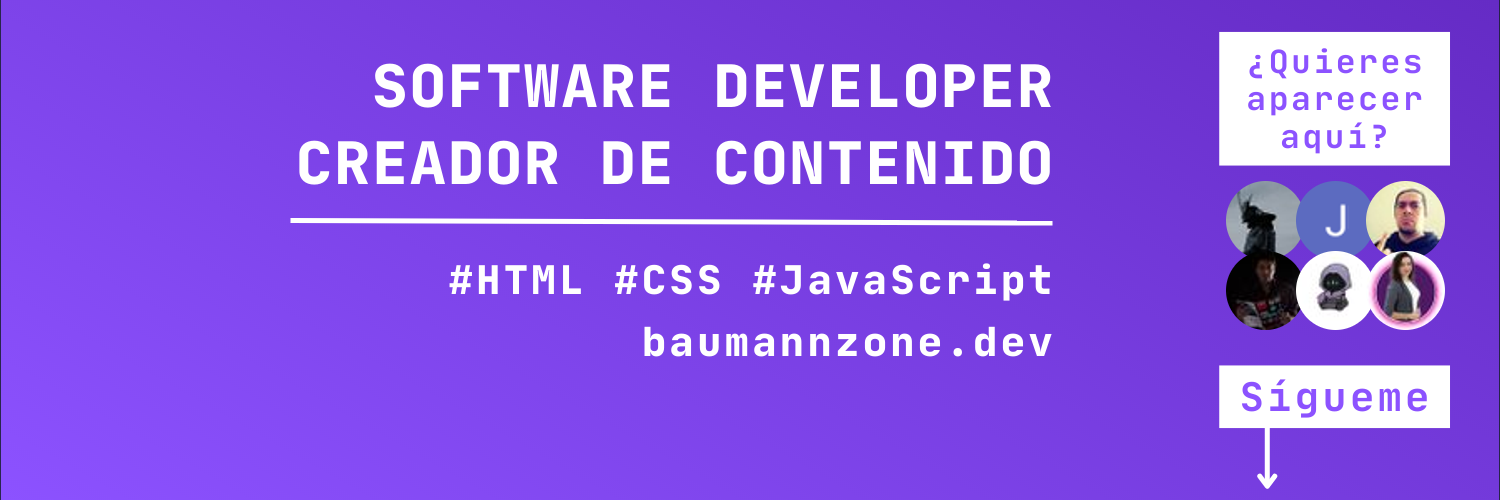 SOFTWARE DEVELOPER
CREADOR DE CONTENIDO
#HTML #CSS #JavaScript
baumannzone.dev
¿Quieres
aparecer
aquí?
J
Sígueme